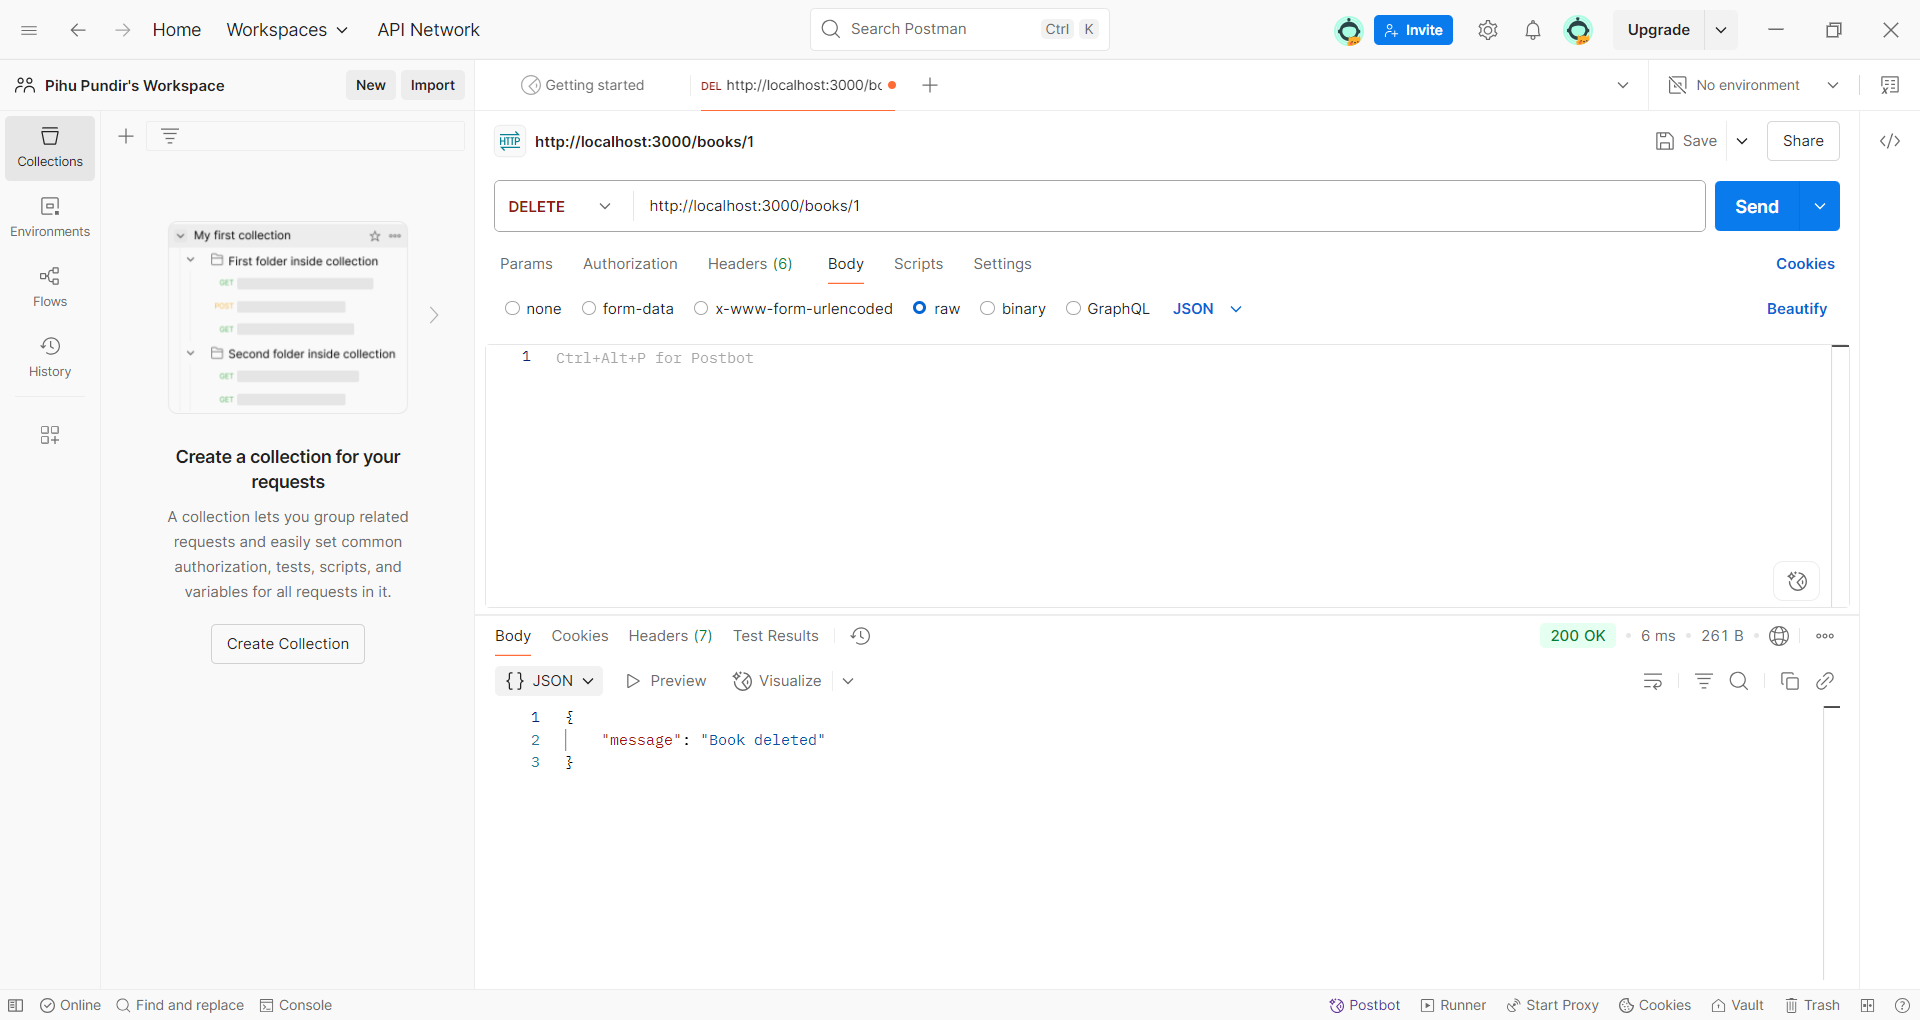 Home Workspaces API Network Search Postman Ctrl K Invite Upgrade
Pihu Pundir's Workspace New Import Getting started DEL http://localhost:3000/bo No environment
Collections
Environments
Flows
History
My first collection
First folder inside collection
GET
POST
GET
Second folder inside collection
GET
GET
Create a collection for your
requests
A collection lets you group related
requests and easily set common
authorization, tests, scripts, and
variables for all requests in it.
Create Collection
HTTP http://localhost:3000/books/1 Save Share
DELETE http://localhost:3000/books/1 Send
Params Authorization Headers (6) Body Scripts Settings Cookies
none form-data x-www-form-urlencoded raw binary GraphQL JSON Beautify
1 Ctrl+Alt+P for Postbot
Body Cookies Headers (7) Test Results 200 OK 6 ms 261 B
{} JSON Preview Visualize
1 {
2 "message": "Book deleted"
3 }
Online Find and replace Console Postbot Runner Start Proxy Cookies Vault Trash